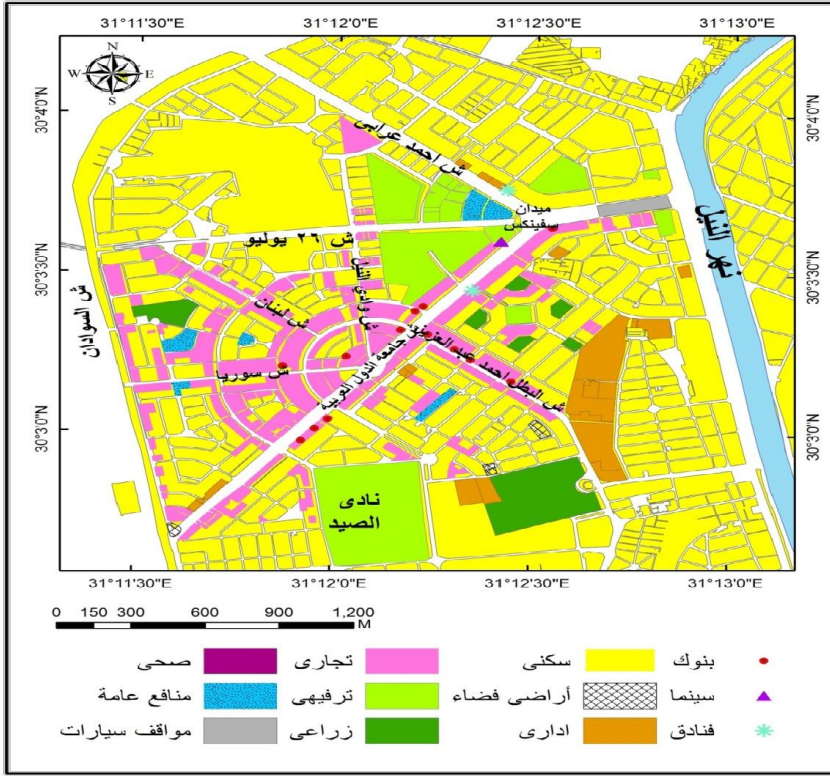 31°11'30"E 31°12'0"E 31°12'30"E 31°13'0"E
N
W E
S
30°4'0"N 30°4'0"N
ش احمد عرابى
ميدان
سفينكس
نهر النيل
ش ٢٦ يوليو
30°3'30"N 30°3'30"N
ش وادي النيل
ش لبنان
ش السوادان
ش جامعة الدول العربية
ش البطل احمد عبد العزيز
ش سوريا
30°3'0"N 30°3'0"N
نادى
الصيد
31°11'30"E 31°12'0"E 31°12'30"E 31°13'0"E
0 150 300 600 900 1,200
M
بنوك سكنى تجارى صحى
سينما أراضى فضاء ترفيهى منافع عامة
فنادق ادارى زراعى مواقف سيارات